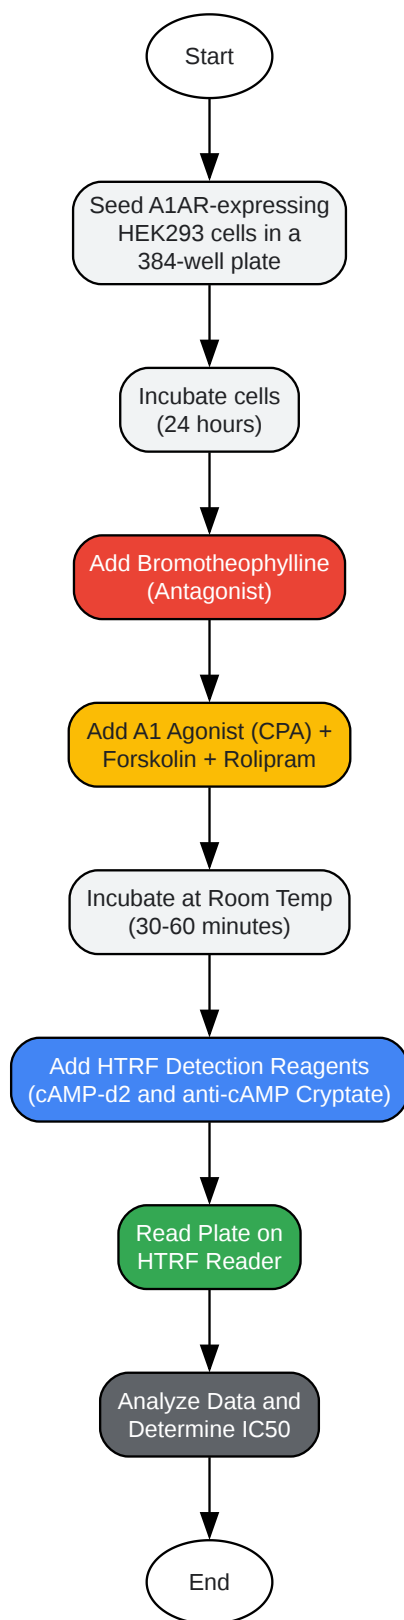 Start
Seed A1AR-expressing
HEK293 cells in a
384-well plate
Incubate cells
(24 hours)
Add Bromotheophylline
(Antagonist)
Add A1 Agonist (CPA) +
Forskolin + Rolipram
Incubate at Room Temp
(30-60 minutes)
Add HTRF Detection Reagents
(cAMP-d2 and anti-cAMP Cryptate)
Read Plate on
HTRF Reader
Analyze Data and
Determine IC50
End